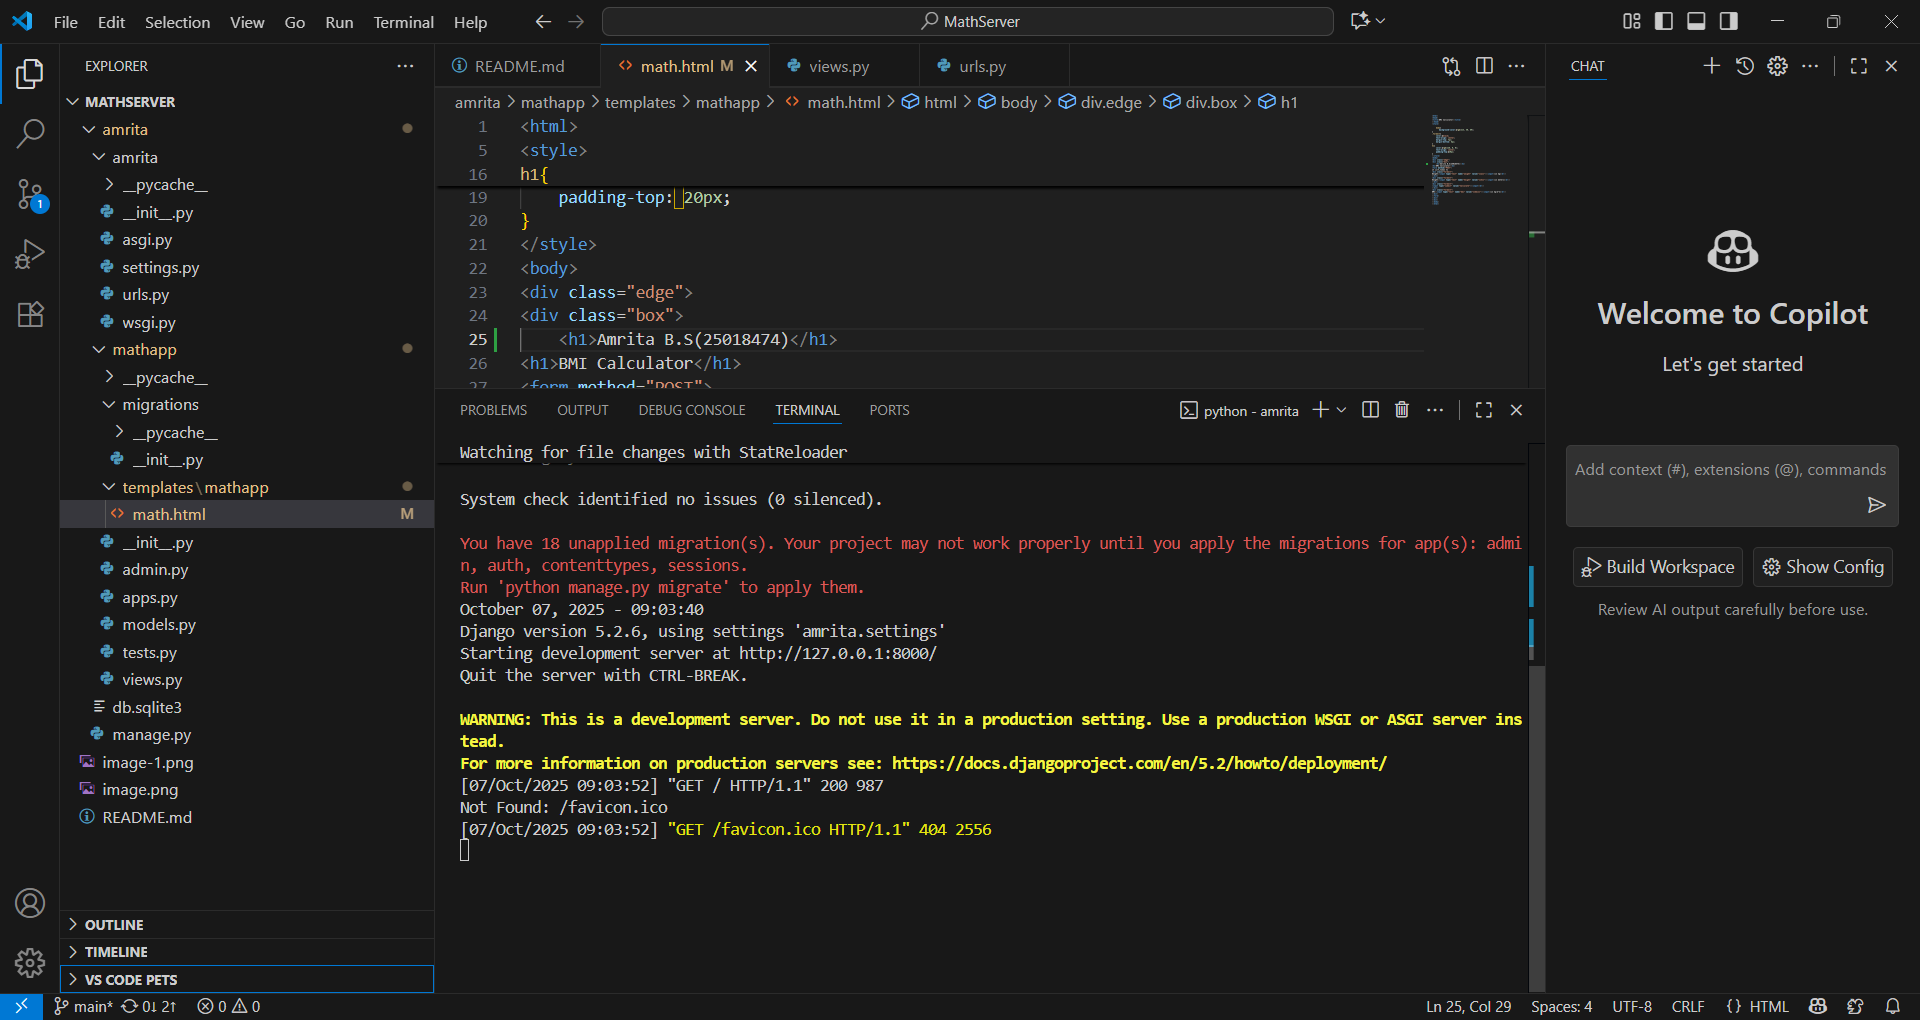 File Edit Selection View Go Run Terminal Help
MathServer
EXPLORER
MATHSERVER
amrita
amrita
__pycache__
__init__.py
asgi.py
settings.py
urls.py
wsgi.py
mathapp
__pycache__
migrations
__pycache__
__init__.py
templates\mathapp
math.html M
__init__.py
admin.py
apps.py
models.py
tests.py
views.py
db.sqlite3
manage.py
image-1.png
image.png
README.md
OUTLINE
TIMELINE
VS CODE PETS
1
README.md math.html M views.py urls.py
amrita > mathapp > templates > mathapp > math.html > html > body > div.edge > div.box > h1
1 <html>
5 <style>
16 h1{
19 padding-top: 20px;
20 }
21 </style>
22 <body>
23 <div class="edge">
24 <div class="box">
25 <h1>Amrita B.S(25018474)</h1>
26 <h1>BMI Calculator</h1>
27 <form method="POST">
PROBLEMS OUTPUT DEBUG CONSOLE TERMINAL PORTS
python - amrita
Watching for file changes with StatReloader
System check identified no issues (0 silenced).
You have 18 unapplied migration(s). Your project may not work properly until you apply the migrations for app(s): admi
n, auth, contenttypes, sessions.
Run 'python manage.py migrate' to apply them.
October 07, 2025 - 09:03:40
Django version 5.2.6, using settings 'amrita.settings'
Starting development server at http://127.0.0.1:8000/
Quit the server with CTRL-BREAK.
WARNING: This is a development server. Do not use it in a production setting. Use a production WSGI or ASGI server ins
tead.
For more information on production servers see: https://docs.djangoproject.com/en/5.2/howto/deployment/
[07/Oct/2025 09:03:52] "GET / HTTP/1.1" 200 987
Not Found: /favicon.ico
[07/Oct/2025 09:03:52] "GET /favicon.ico HTTP/1.1" 404 2556
CHAT
Welcome to Copilot
Let's get started
Add context (#), extensions (@), commands
Build Workspace
Show Config
Review AI output carefully before use.
main* 0↓ 2↑ 0 0
Ln 25, Col 29 Spaces: 4 UTF-8 CRLF {} HTML